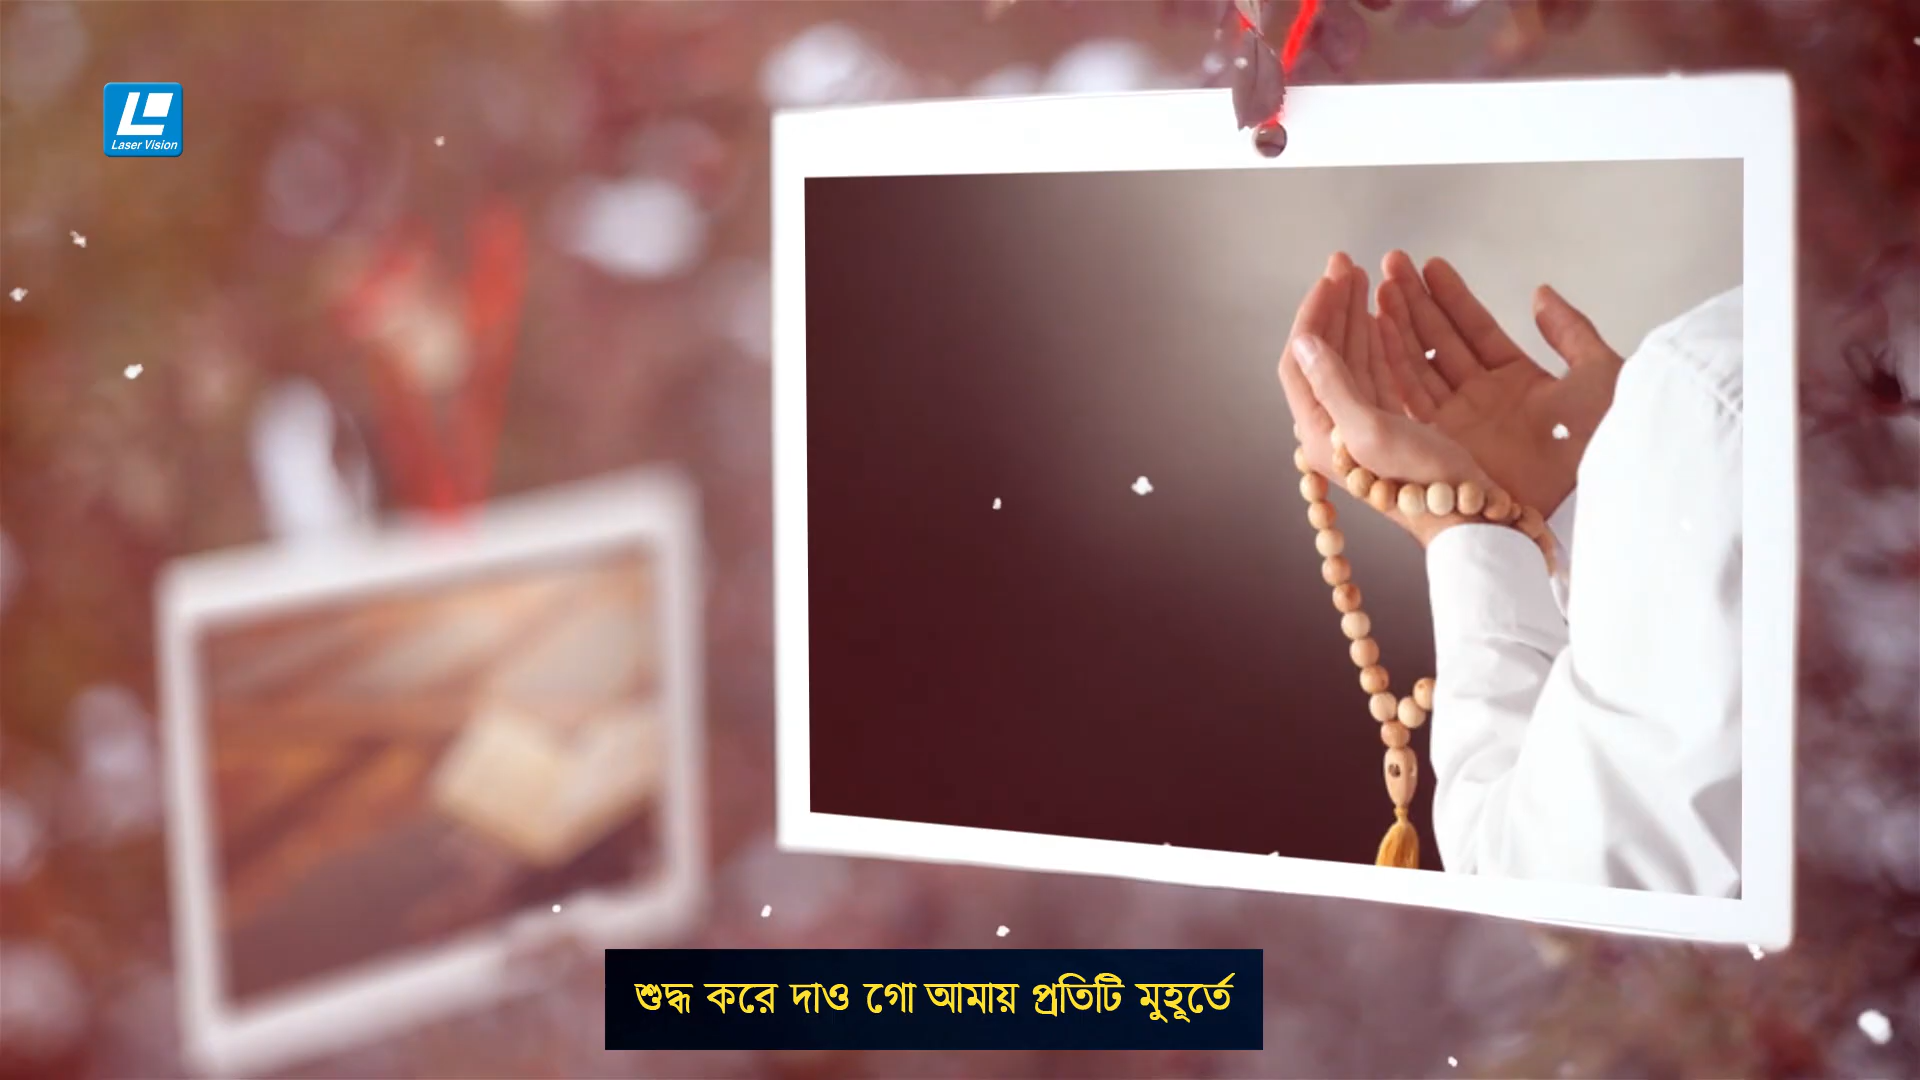 Laser Vision
শুদ্ধ করে দাও গো আমায় প্রতিটি মুহূর্তে